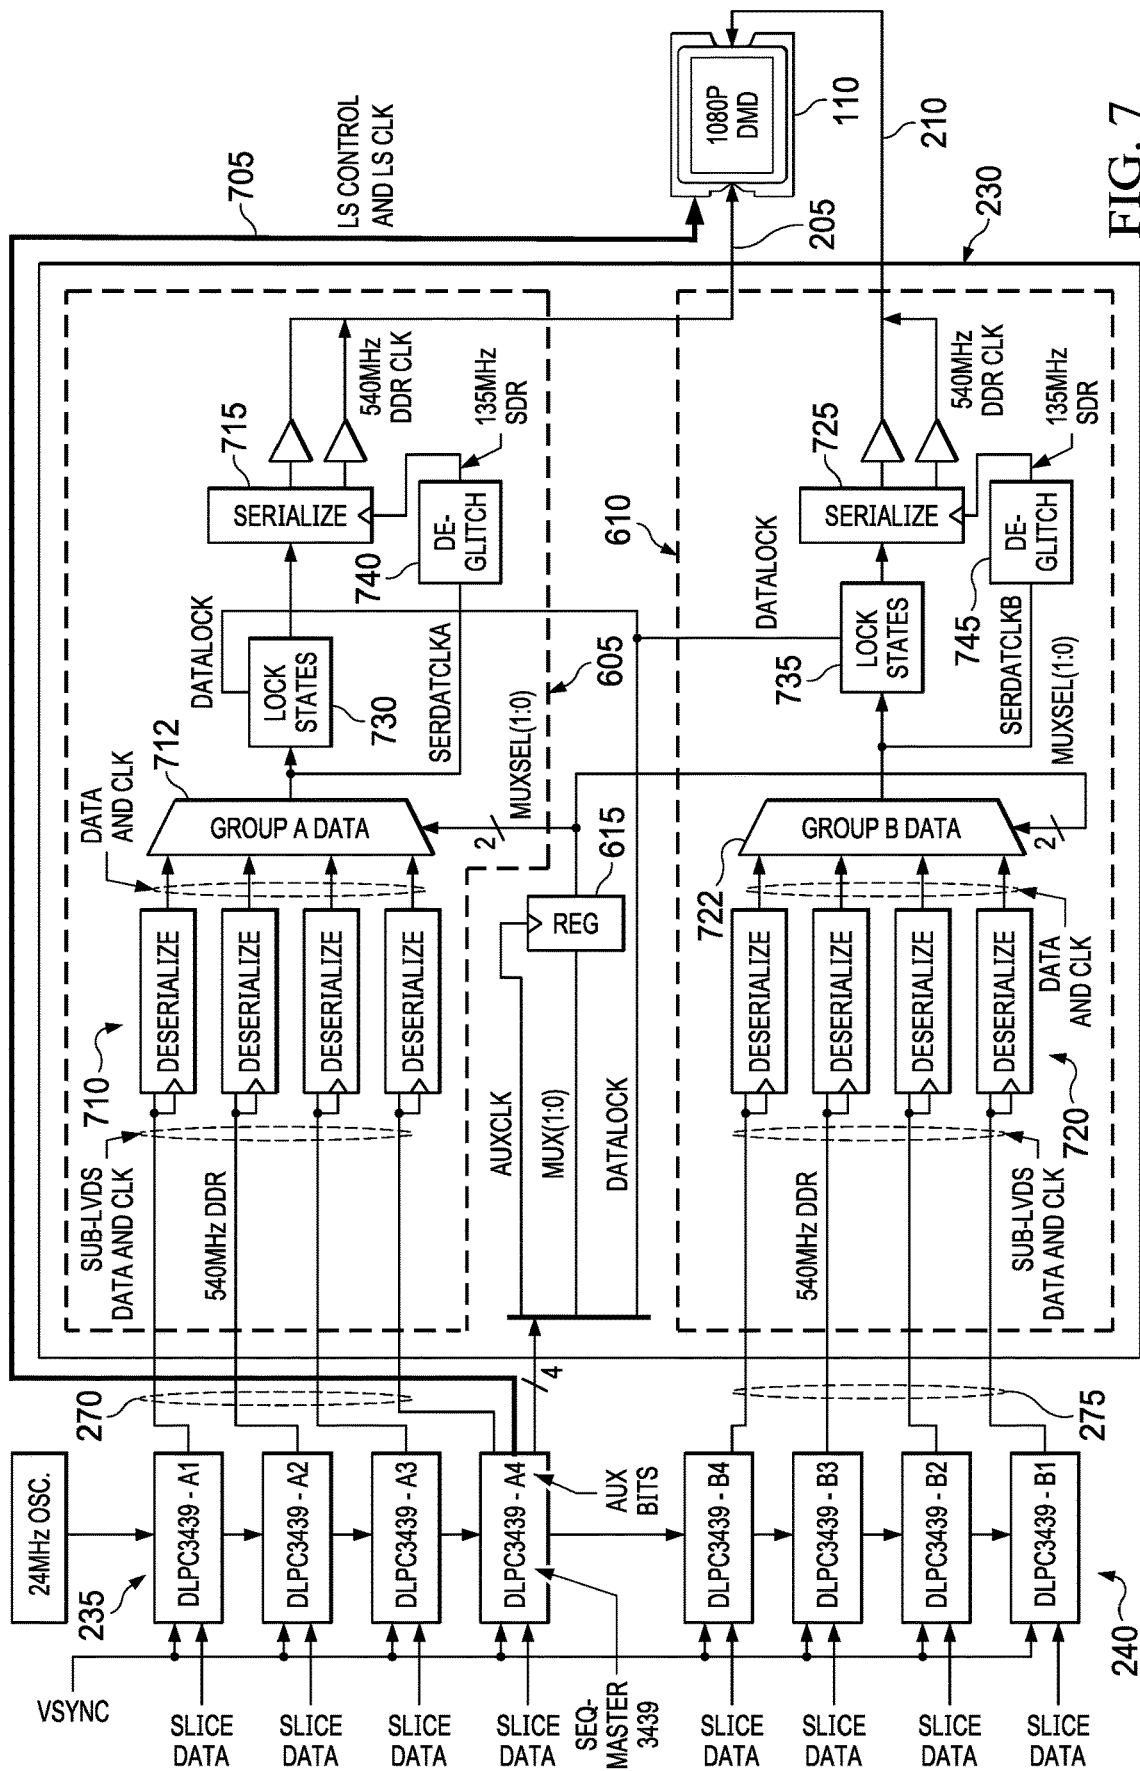 24MHz OSC.
235
DLPC3439 - A1
DLPC3439 - A2
DLPC3439 - A3
DLPC3439 - A4
DLPC3439 - B4
DLPC3439 - B3
DLPC3439 - B2
DLPC3439 - B1
240
VSYNC
SLICE
DATA
SLICE
DATA
SLICE
DATA
SLICE
DATA
SEQ-
MASTER
3439
SLICE
DATA
SLICE
DATA
SLICE
DATA
SLICE
DATA
AUX
BITS
270
4
275
SUB-LVDS
DATA AND CLK
540MHz DDR
710
DESERIALIZE
DESERIALIZE
DESERIALIZE
DESERIALIZE
DATA
AND CLK
712
GROUP A DATA
2
MUXSEL(1:0)
AUXCLK
MUX(1:0)
DATALOCK
REG
615
605
DATALOCK
LOCK
STATES
730
SERDATCLKA
740
DE-
GLITCH
SERIALIZE
715
135MHz
SDR
540MHz
DDR CLK
705
LS CONTROL
AND LS CLK
540MHz DDR
SUB-LVDS
DATA AND CLK
720
DESERIALIZE
DESERIALIZE
DESERIALIZE
DESERIALIZE
DATA
AND CLK
722
GROUP B DATA
2
MUXSEL(1:0)
610
DATALOCK
735
LOCK
STATES
SERDATCLKB
745
DE-
GLITCH
SERIALIZE
725
135MHz
SDR
540MHz
DDR CLK
230
205
210
1080P
DMD
110
FIG. 7